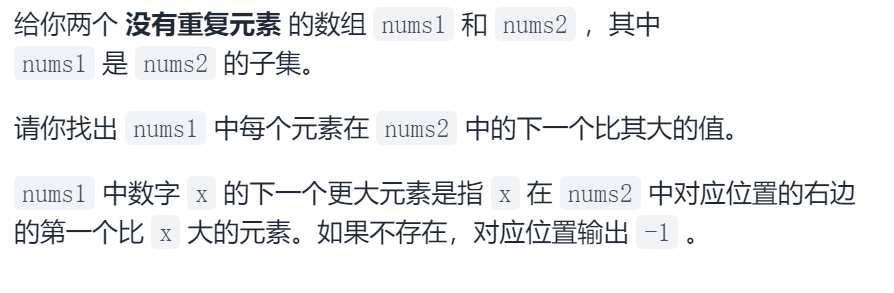 给你两个 没有重复元素 的数组 nums1 和 nums2 ，其中
nums1 是 nums2 的子集。
请你找出 nums1 中每个元素在 nums2 中的下一个比其大的值。
nums1 中数字 x 的下一个更大元素是指 x 在 nums2 中对应位置的右边
的第一个比 x 大的元素。如果不存在，对应位置输出 -1 。